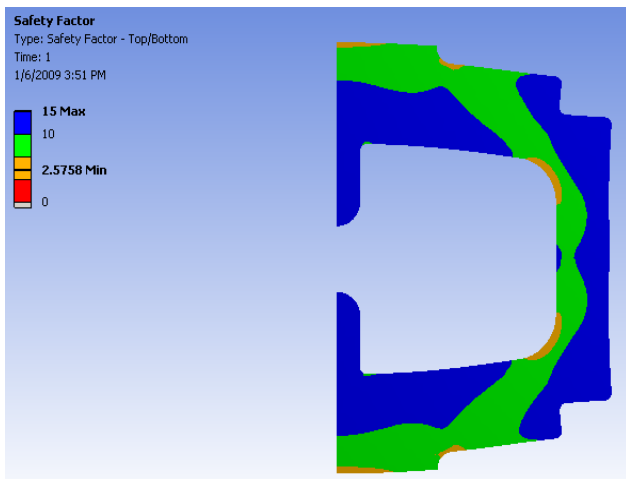 Safety Factor
Type: Safety Factor - Top/Bottom
Time: 1
1/6/2009 3:51 PM
15 Max
10
2.5758 Min
0